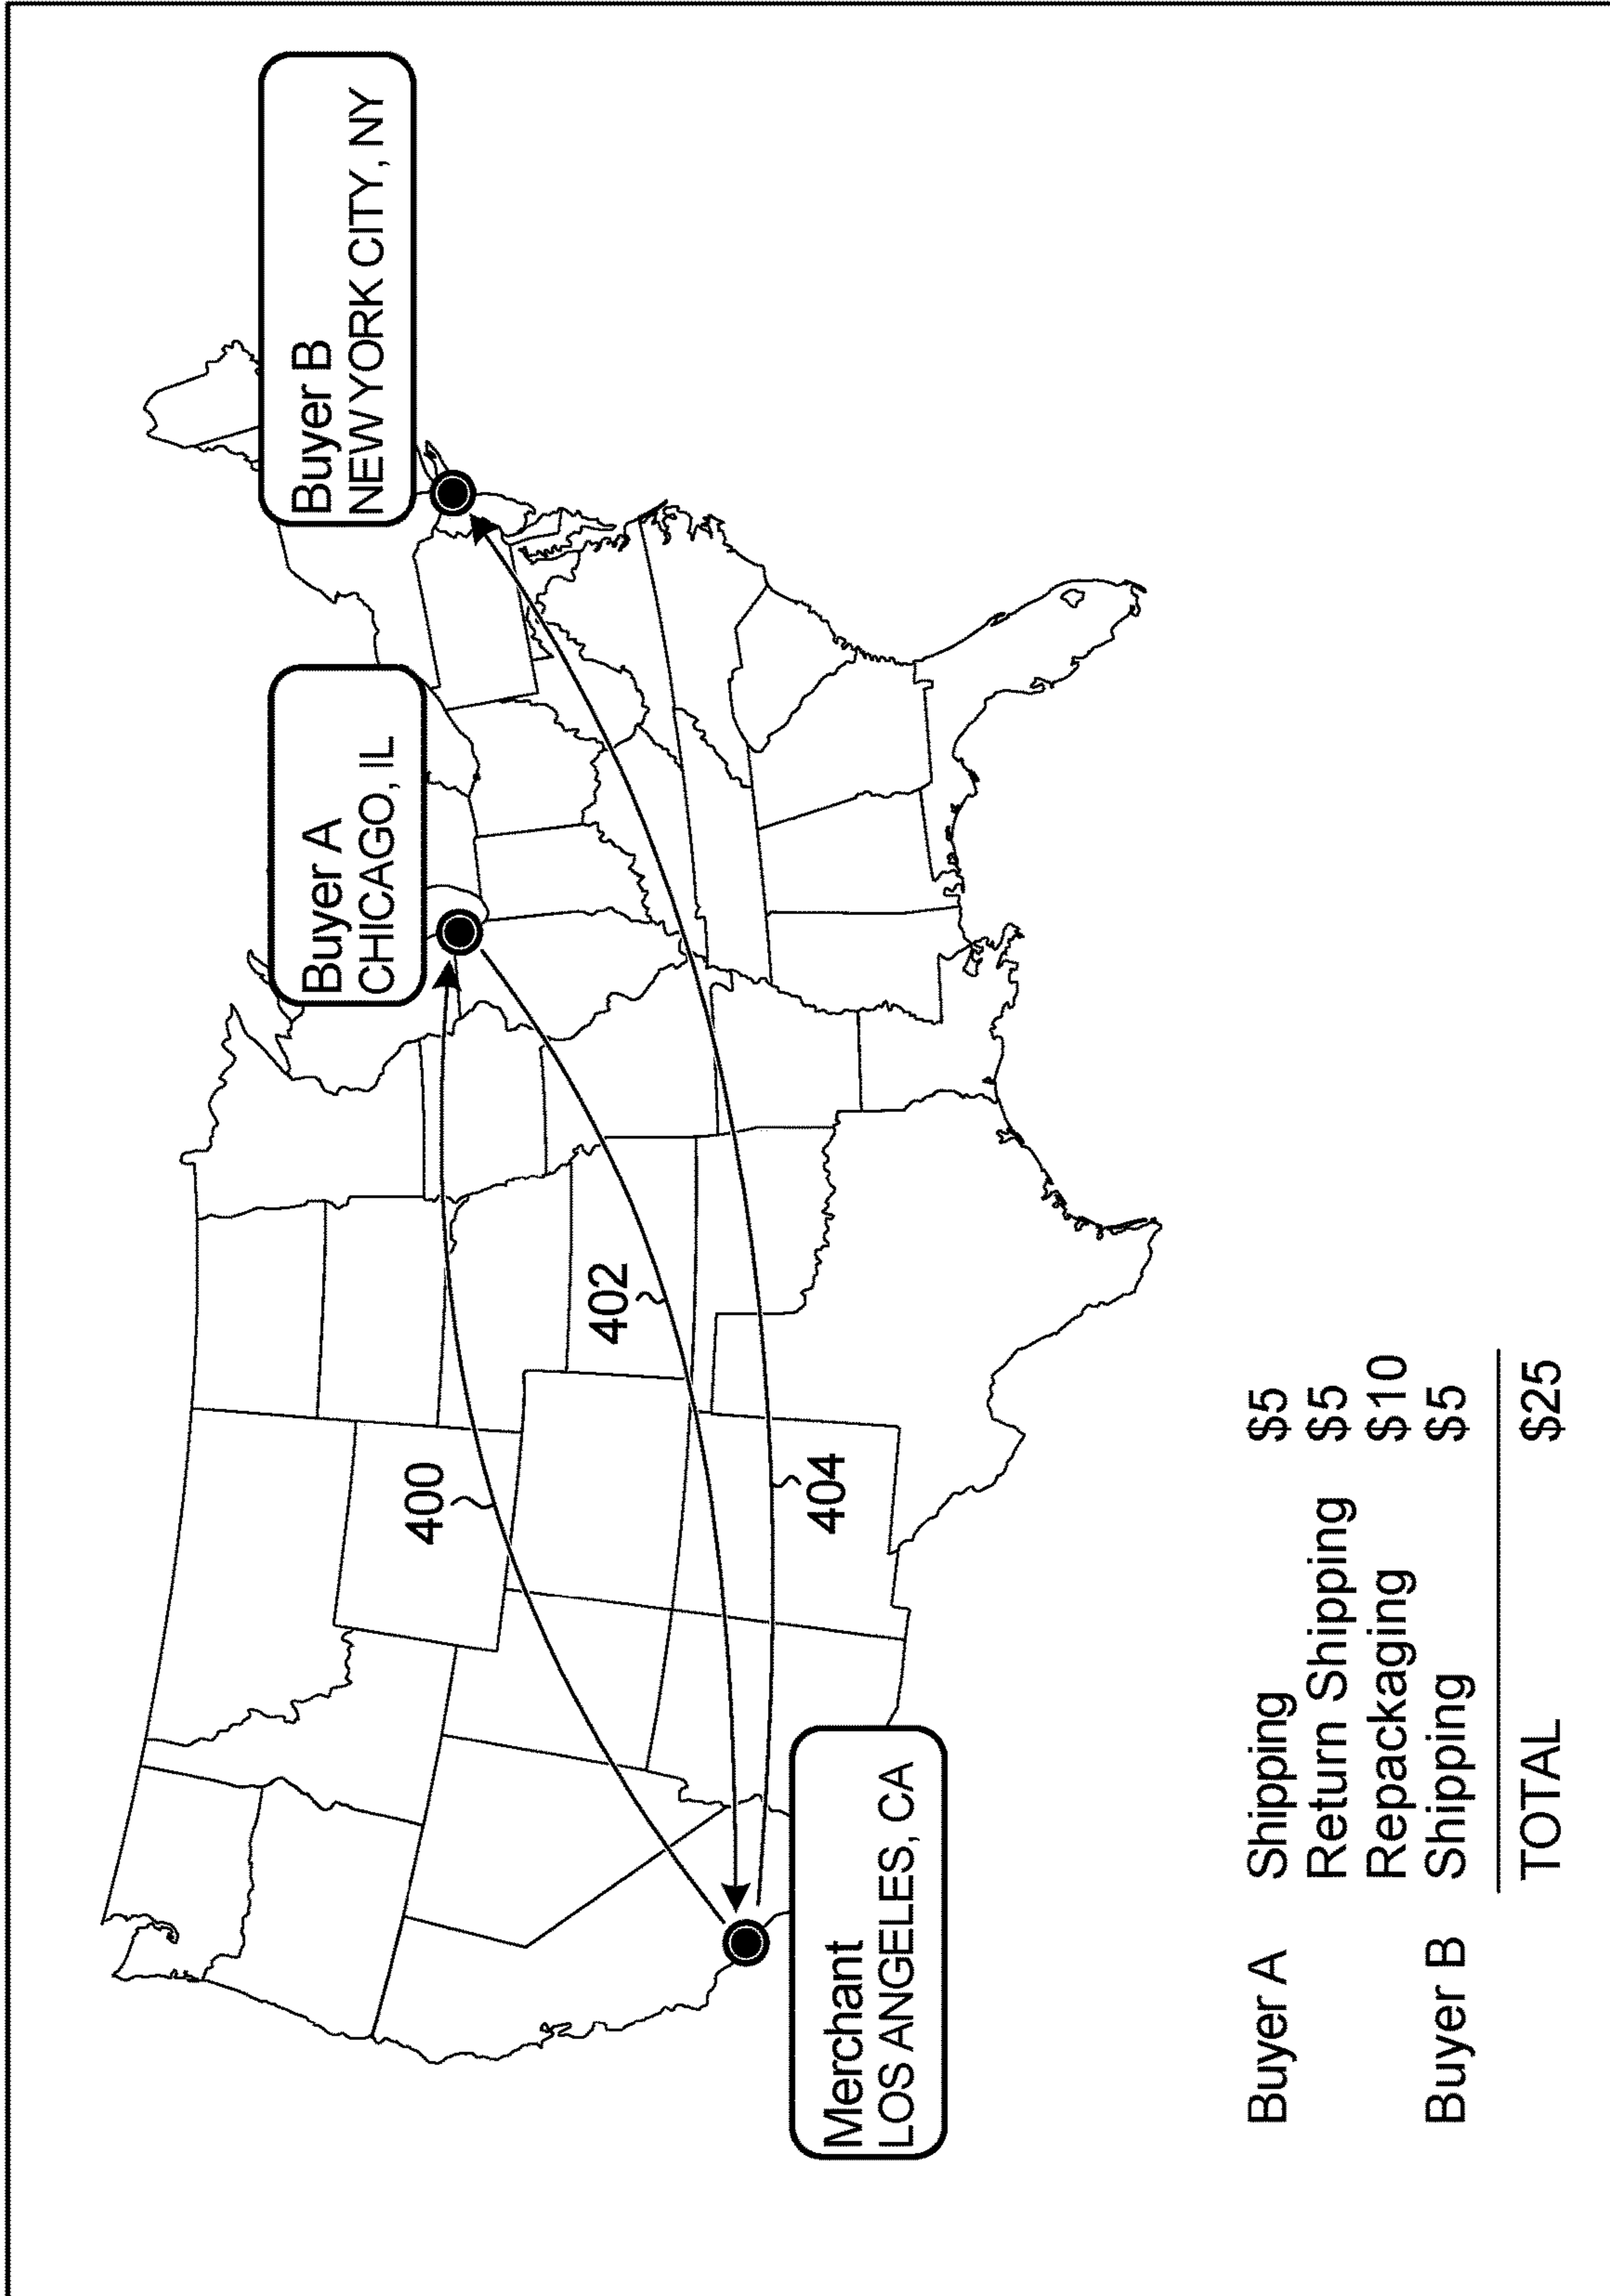 Buyer B
NEW YORK CITY, NY
Buyer A
CHICAGO, IL
400
402
404
Merchant
LOS ANGELES, CA
Buyer A Shipping $5
Return Shipping $5
Repackaging $10
Buyer B Shipping $5
TOTAL $25